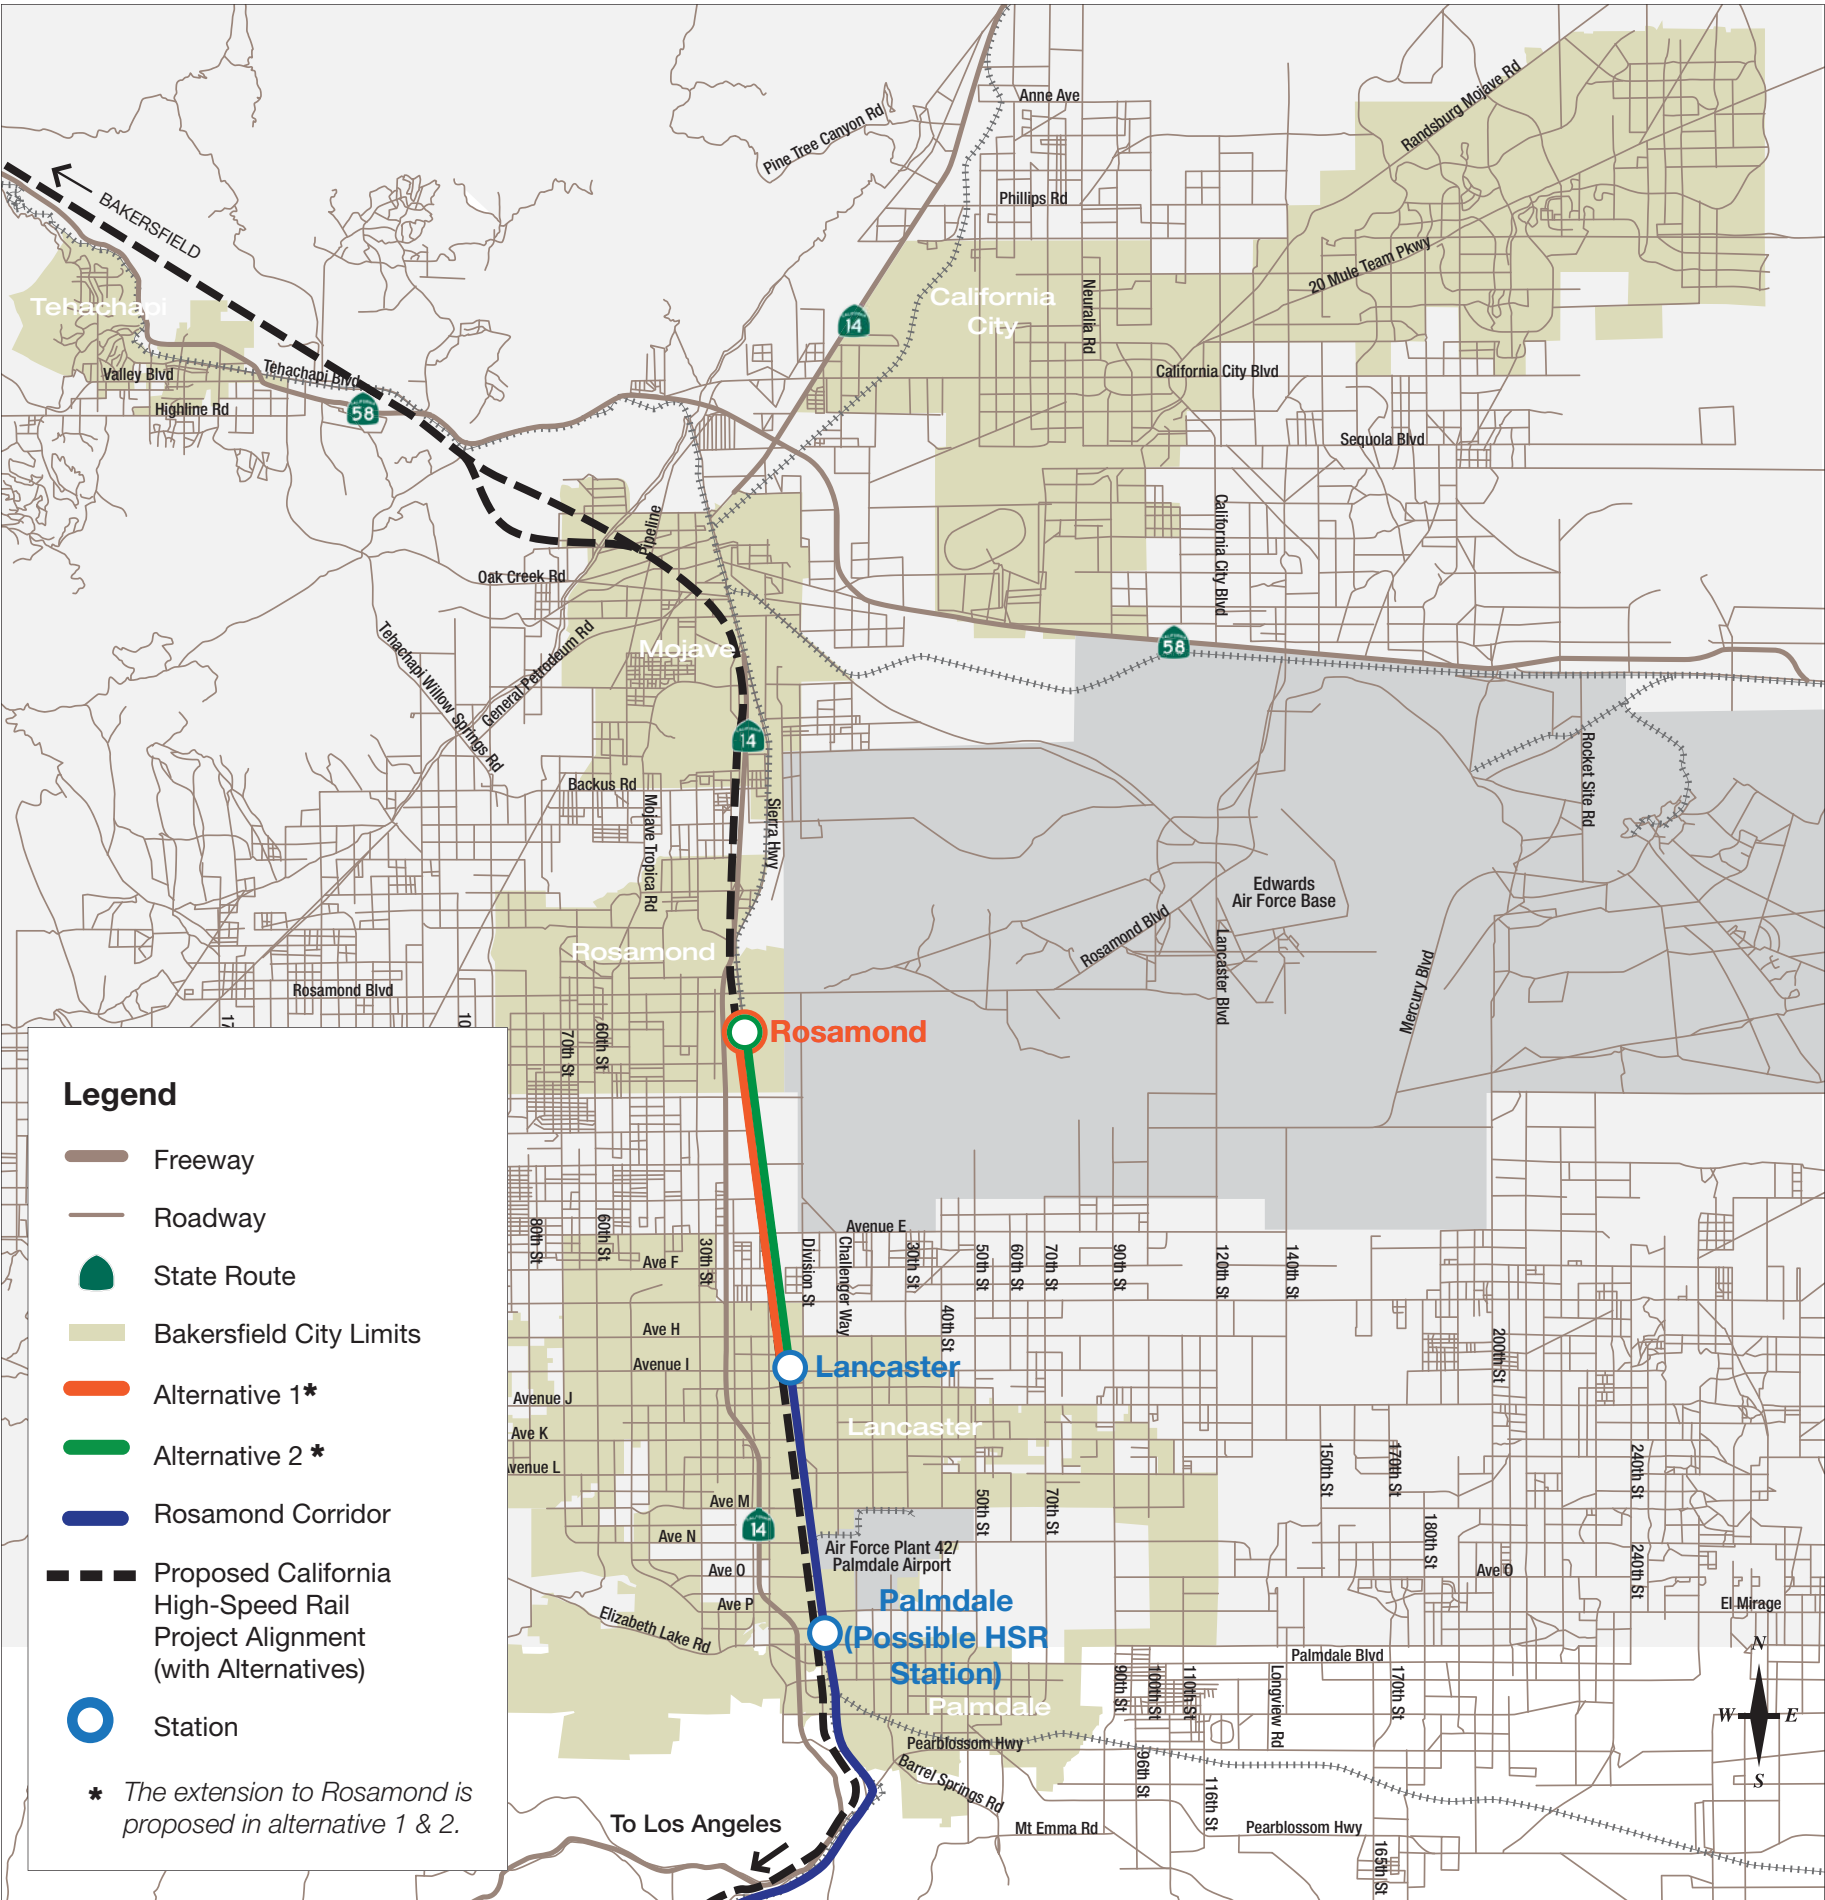 Anne Ave
Randsburg Mojave Rd
Pine Tree Canyon Rd
Phillips Rd
BAKERSFIELD
20 Mule Team Pkwy
Tehachapi
California
City
Neuralia Rd
CALIFORNIA
14
Valley Blvd
Tehachapi Blvd
California City Blvd
Highline Rd
58
Sequola Blvd
California City Blvd
Pipeline
Oak Creek Rd
Tehachapi Willow Springs Rd
General Petrodeum Rd
Mojave
58
14
Rocket Site Rd
Backus Rd
Mojave Tropica Rd
Sierra Hwy
Edwards
Air Force Base
Rosamond Blvd
Lancaster Blvd
Mercury Blvd
Rosamond
Rosamond Blvd
17
10
70th St
60th St
Rosamond
Legend
Freeway
Roadway
State Route
Bakersfield City Limits
Alternative 1*
Alternative 2 *
Rosamond Corridor
Proposed California
High-Speed Rail
Project Alignment
(with Alternatives)
Station
* The extension to Rosamond is
proposed in alternative 1 & 2.
80th St
60th St
30th St
Avenue E
Ave F
Division St
Challenger Way
30th St
50th St
60th St
70th St
90th St
120th St
140th St
40th St
Ave H
Avenue I
200th St
Lancaster
Avenue J
Ave K
Lancaster
venue L
150th St
170th St
240th St
Ave M
14
50th St
70th St
Ave N
180th St
Air Force Plant 42/
Palmdale Airport
Ave O
Ave O
240th St
Ave P
Palmdale
(Possible HSR
Station)
El Mirage
Elizabeth Lake Rd
Palmdale Blvd
90th St
100th St
110th St
Longview Rd
170th St
N
W
E
S
Palmdale
Pearblossom Hwy
Barrel Springs Rd
96th St
116th St
To Los Angeles
Mt Emma Rd
Pearblossom Hwy
165th St